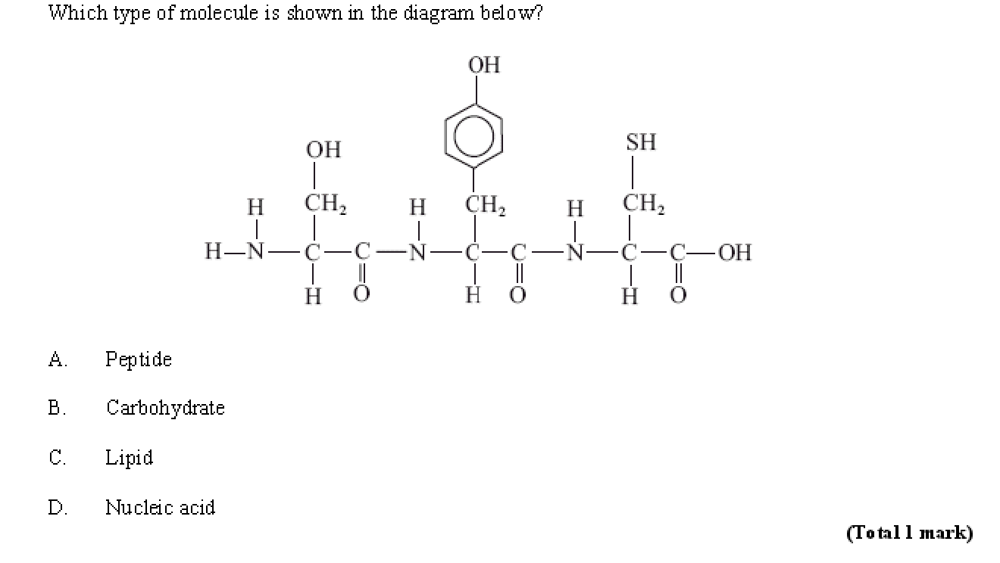 Which type of molecule is shown in the diagram below?
OH
OH
SH
H CH₂ H CH₂ H CH₂
H—N—C—C—N—C—C—N—C—C—OH
H O H O H O
A. Peptide
B. Carbohydrate
C. Lipid
D. Nucleic acid
(Total 1 mark)